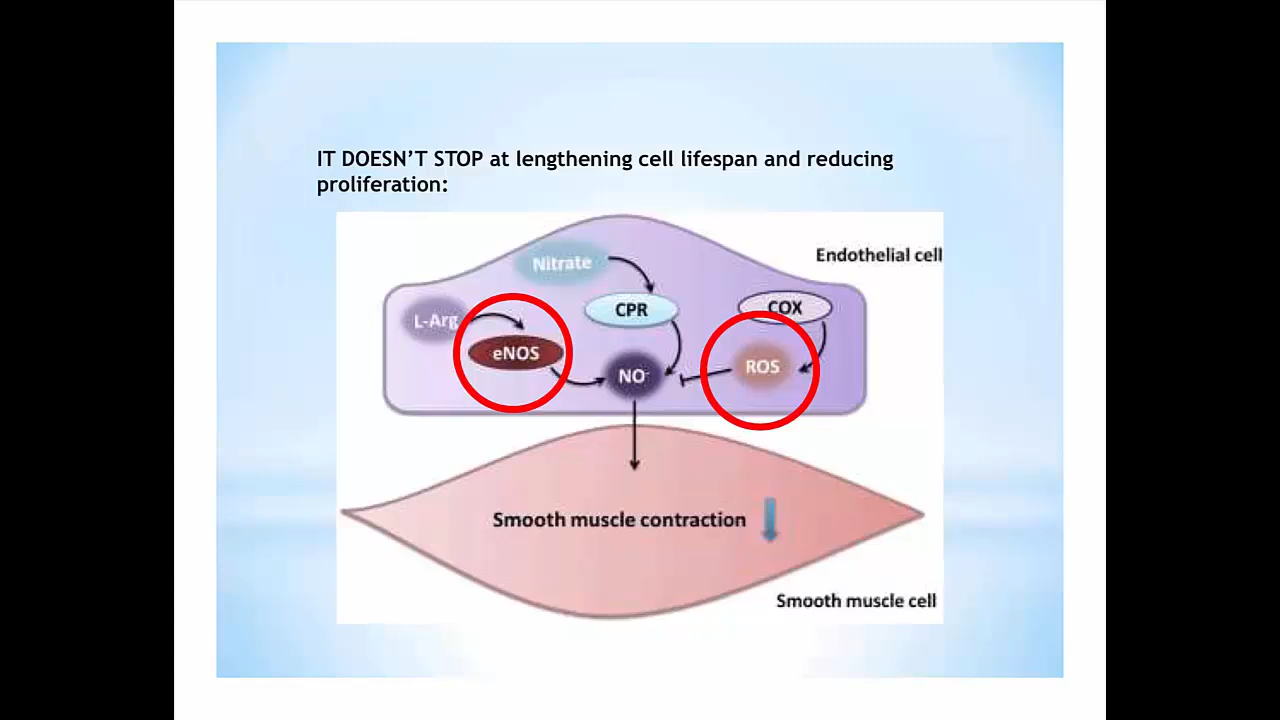 IT DOESN'T STOP at lengthening cell lifespan and reducing
proliferation:
Endothelial cell
Nitrate
CPR
COX
L-Arg
eNOS
ROS
NO-
Smooth muscle contraction
Smooth muscle cell